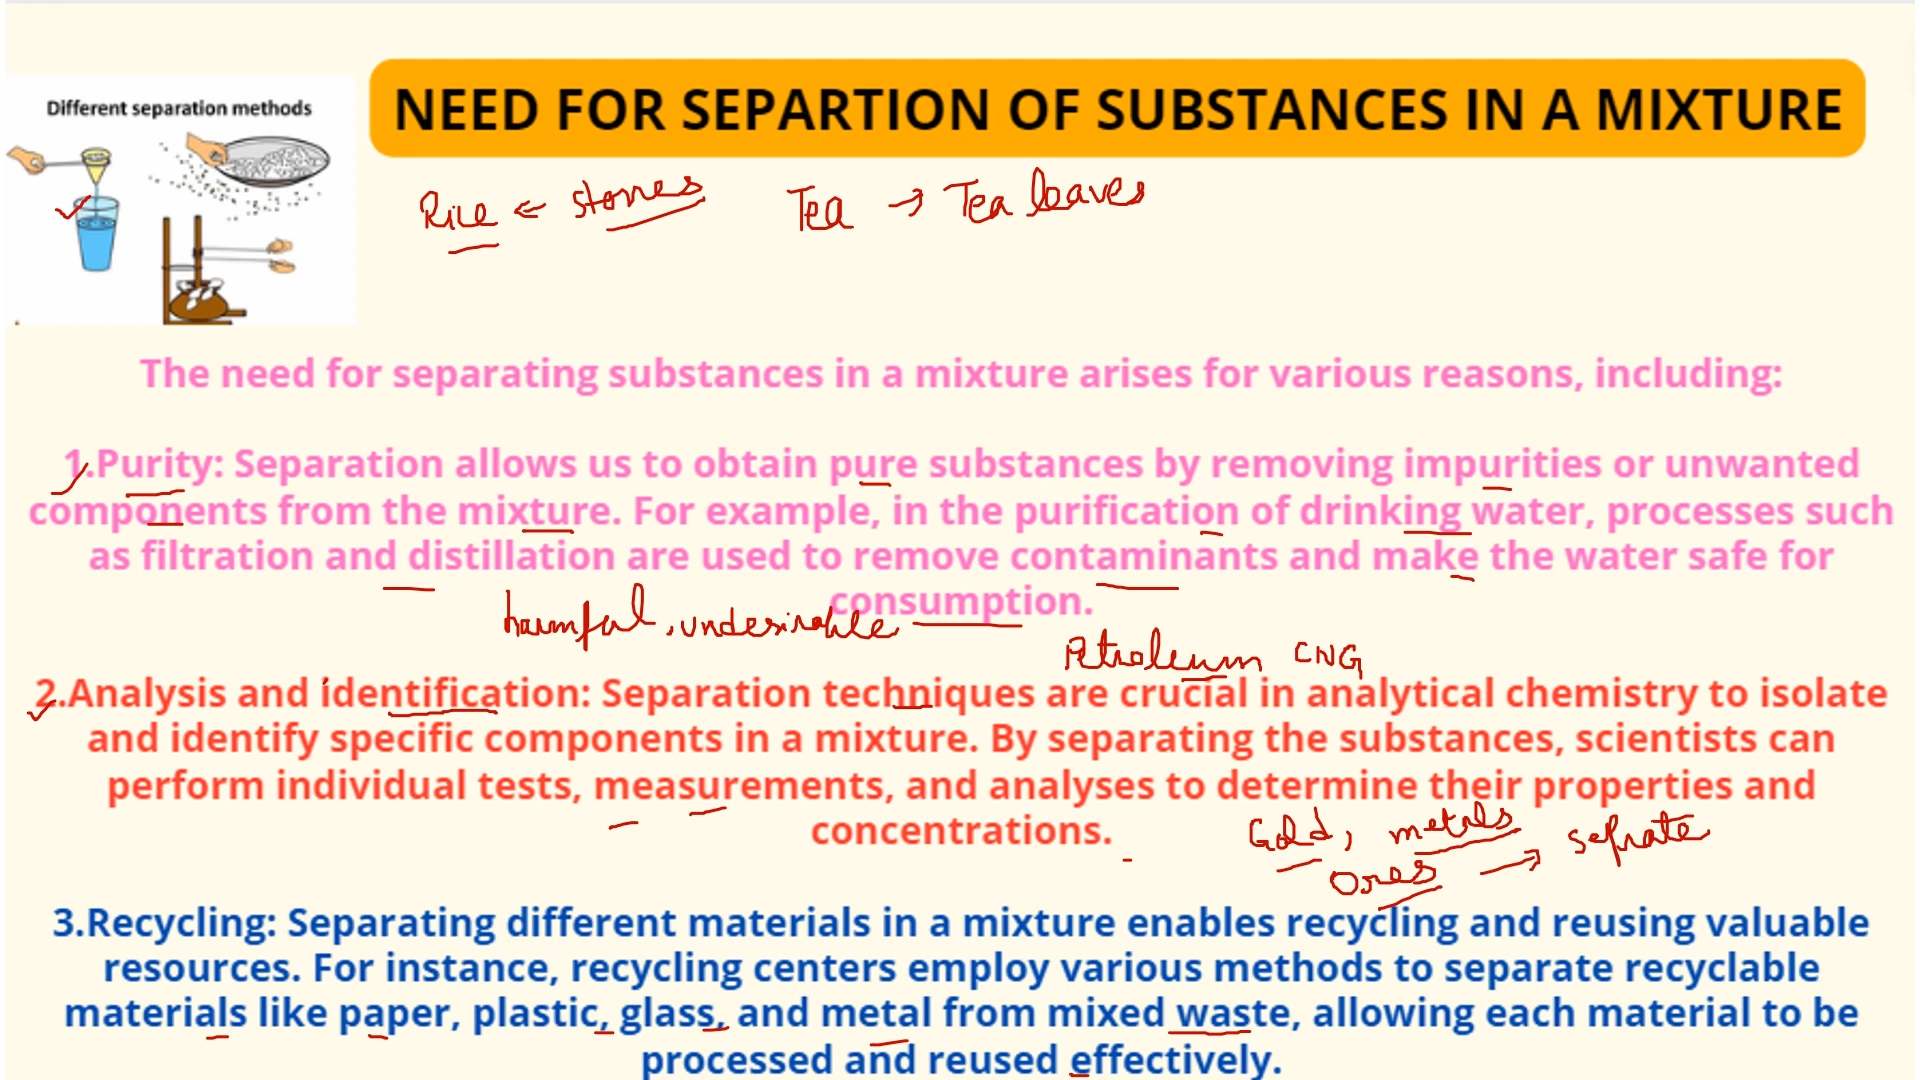 Different separation methods
NEED FOR SEPARTION OF SUBSTANCES IN A MIXTURE
Rice ← stones Tea → Tea leaves
The need for separating substances in a mixture arises for various reasons, including:
1.Purity: Separation allows us to obtain pure substances by removing impurities or unwanted
components from the mixture. For example, in the purification of drinking water, processes such
as filtration and distillation are used to remove contaminants and make the water safe for
consumption.
harmful, undesirable
Petroleum CNG
2.Analysis and identification: Separation techniques are crucial in analytical chemistry to isolate
and identify specific components in a mixture. By separating the substances, scientists can
perform individual tests, measurements, and analyses to determine their properties and
concentrations.
Gold, metals
Ores → seprate
3.Recycling: Separating different materials in a mixture enables recycling and reusing valuable
resources. For instance, recycling centers employ various methods to separate recyclable
materials like paper, plastic, glass, and metal from mixed waste, allowing each material to be
processed and reused effectively.